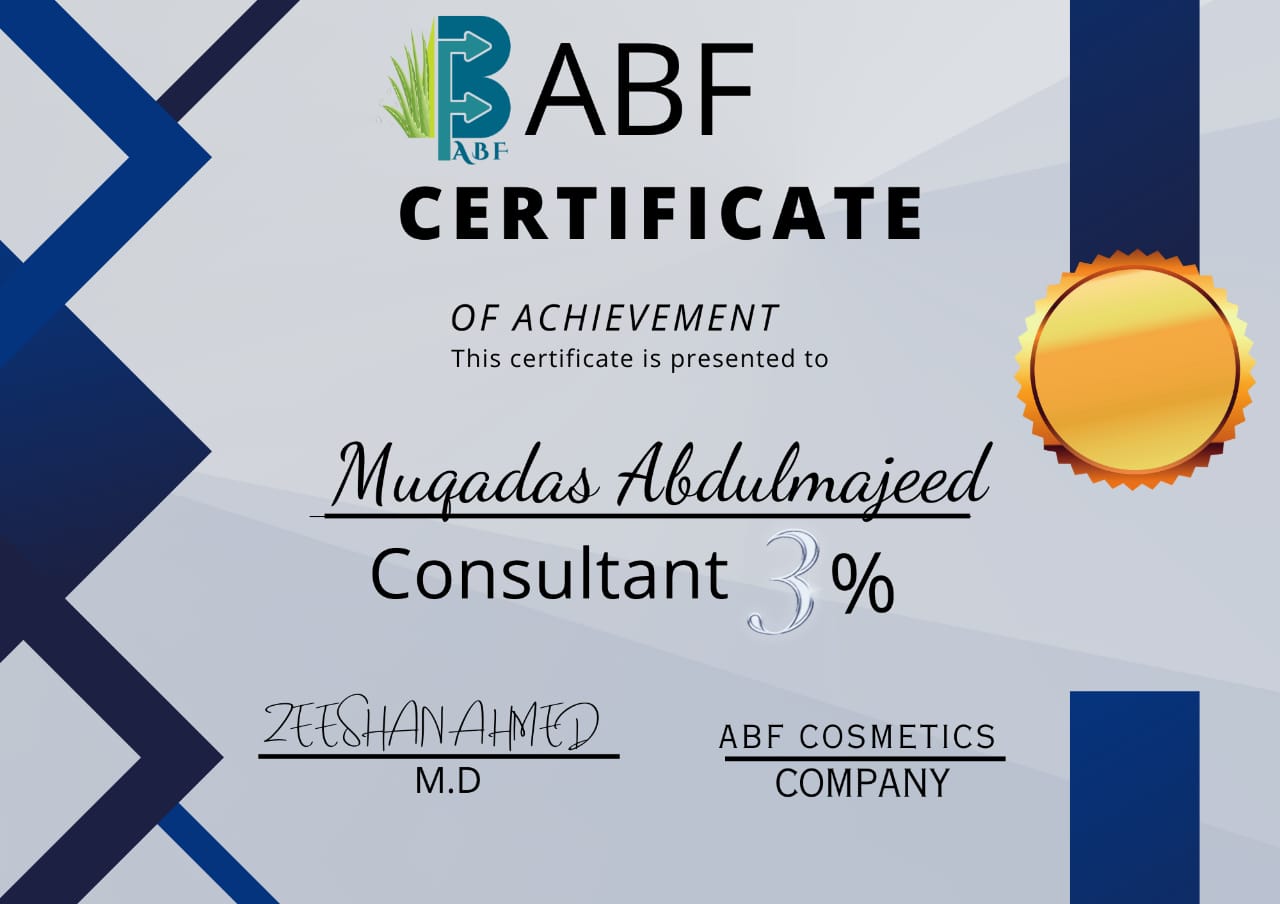 ABF
ABF
CERTIFICATE
OF ACHIEVEMENT
This certificate is presented to
Muqadas Abdulmajeed
Consultant 3%
ZEESHAN AHMED
M.D
ABF COSMETICS
COMPANY